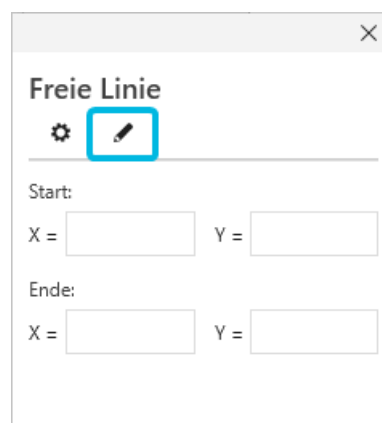 Freie Linie
Start:
X = Y =
Ende:
X = Y =